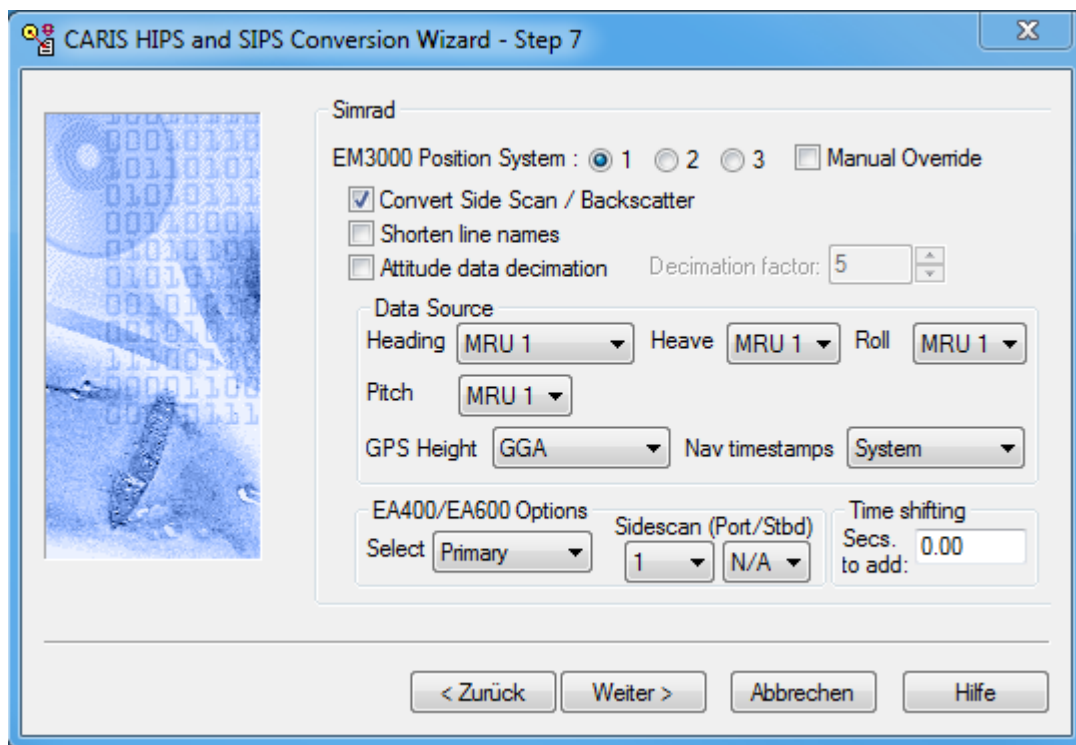 CARIS HIPS and SIPS Conversion Wizard - Step 7
Simrad
EM3000 Position System : 1 2 3 Manual Override
Convert Side Scan / Backscatter
Shorten line names
Attitude data decimation Decimation factor: 5
Data Source
Heading MRU 1 Heave MRU 1 Roll MRU 1
Pitch MRU 1
GPS Height GGA Nav timestamps System
EA400/EA600 Options
Select Primary
Sidescan (Port/Stbd)
1 N/A
Time shifting
Secs. to add: 0.00
< Zurück Weiter > Abbrechen Hilfe